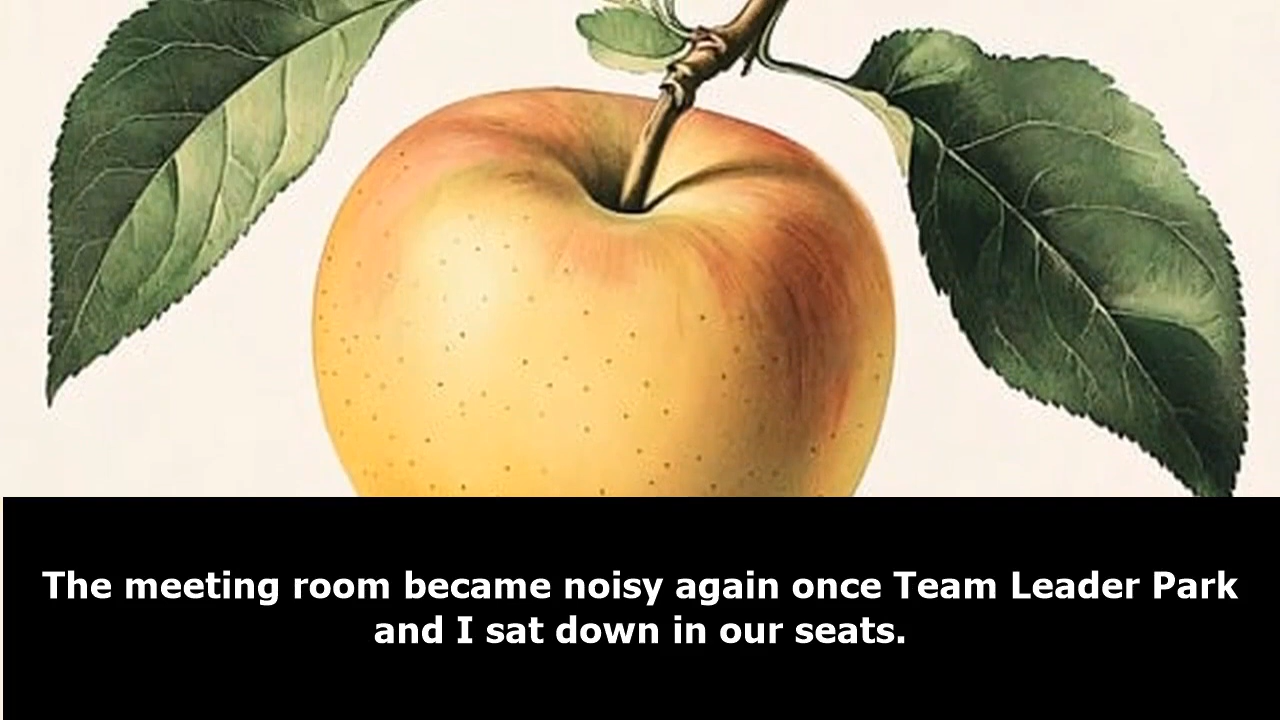 The meeting room became noisy again once Team Leader Park
and I sat down in our seats.